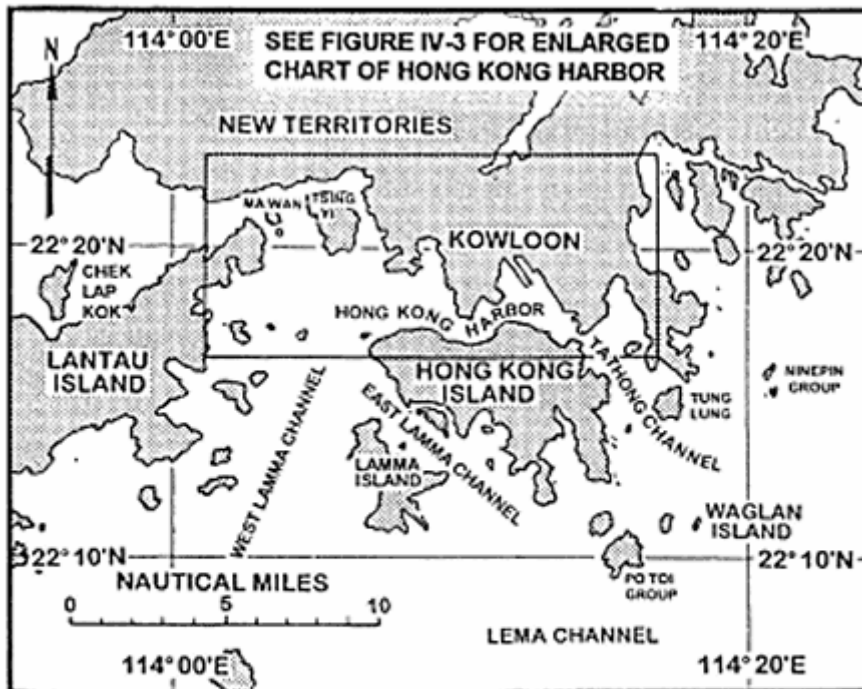 114° 00'E
SEE FIGURE IV-3 FOR ENLARGED
CHART OF HONG KONG HARBOR
114° 20'E
N
NEW TERRITORIES
MA WAN
TSING
YI
22° 20'N
KOWLOON
22° 20'N
CHEK
LAP
KOK
HONG KONG HARBOR
LANTAU
ISLAND
HONG KONG
ISLAND
TATHONG CHANNEL
NINEPIN
GROUP
TUNG
LUNG
WEST LAMMA CHANNEL
EAST LAMMA CHANNEL
LAMMA
ISLAND
WAGLAN
ISLAND
22° 10'N
22° 10'N
PO TOI
GROUP
NAUTICAL MILES
0 5 10
LEMA CHANNEL
114° 00'E
114° 20'E